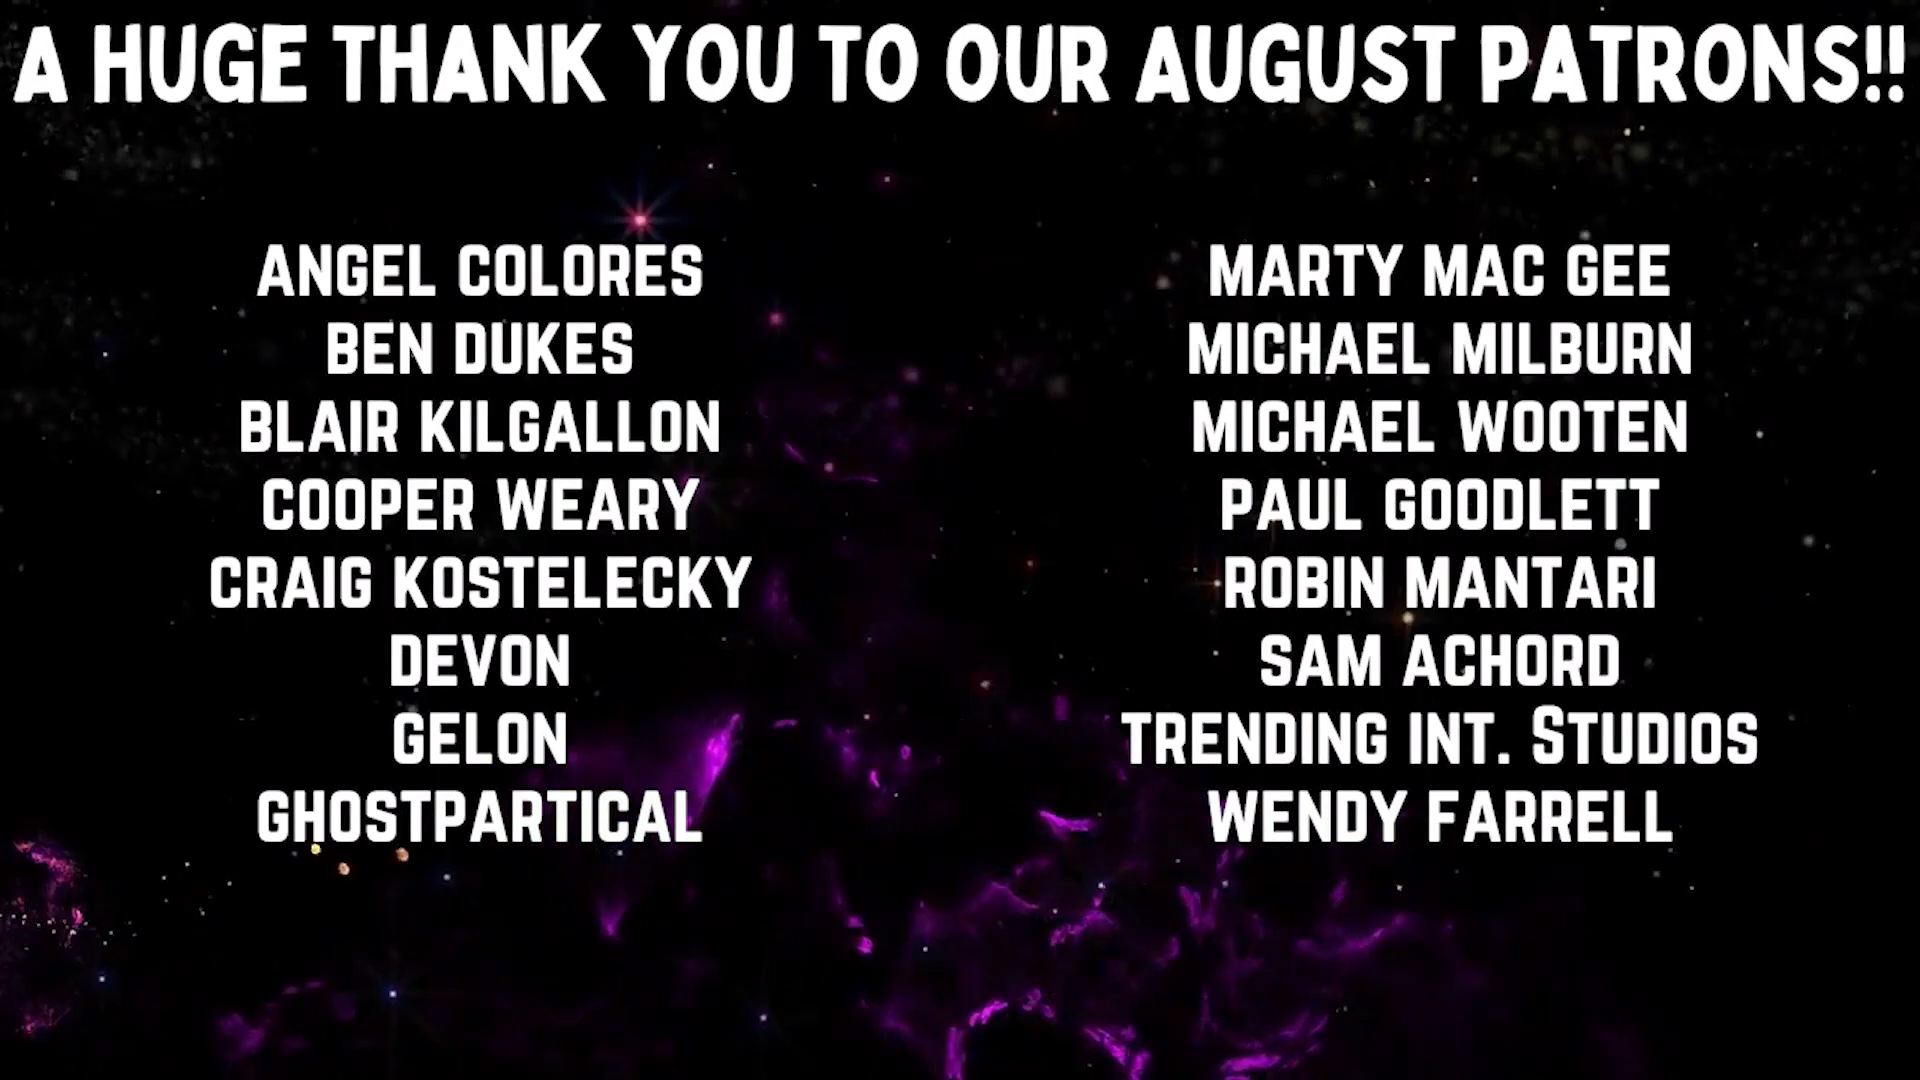 A HUGE THANK YOU TO OUR AUGUST PATRONS!!
ANGEL COLORES
BEN DUKES
BLAIR KILGALLON
COOPER WEARY
CRAIG KOSTELECKY
DEVON
GELON
GHOSTPARTICAL
MARTY MAC GEE
MICHAEL MILBURN
MICHAEL WOOTEN
PAUL GOODLETT
ROBIN MANTARI
SAM ACHORD
TRENDING INT. STUDIOS
WENDY FARRELL